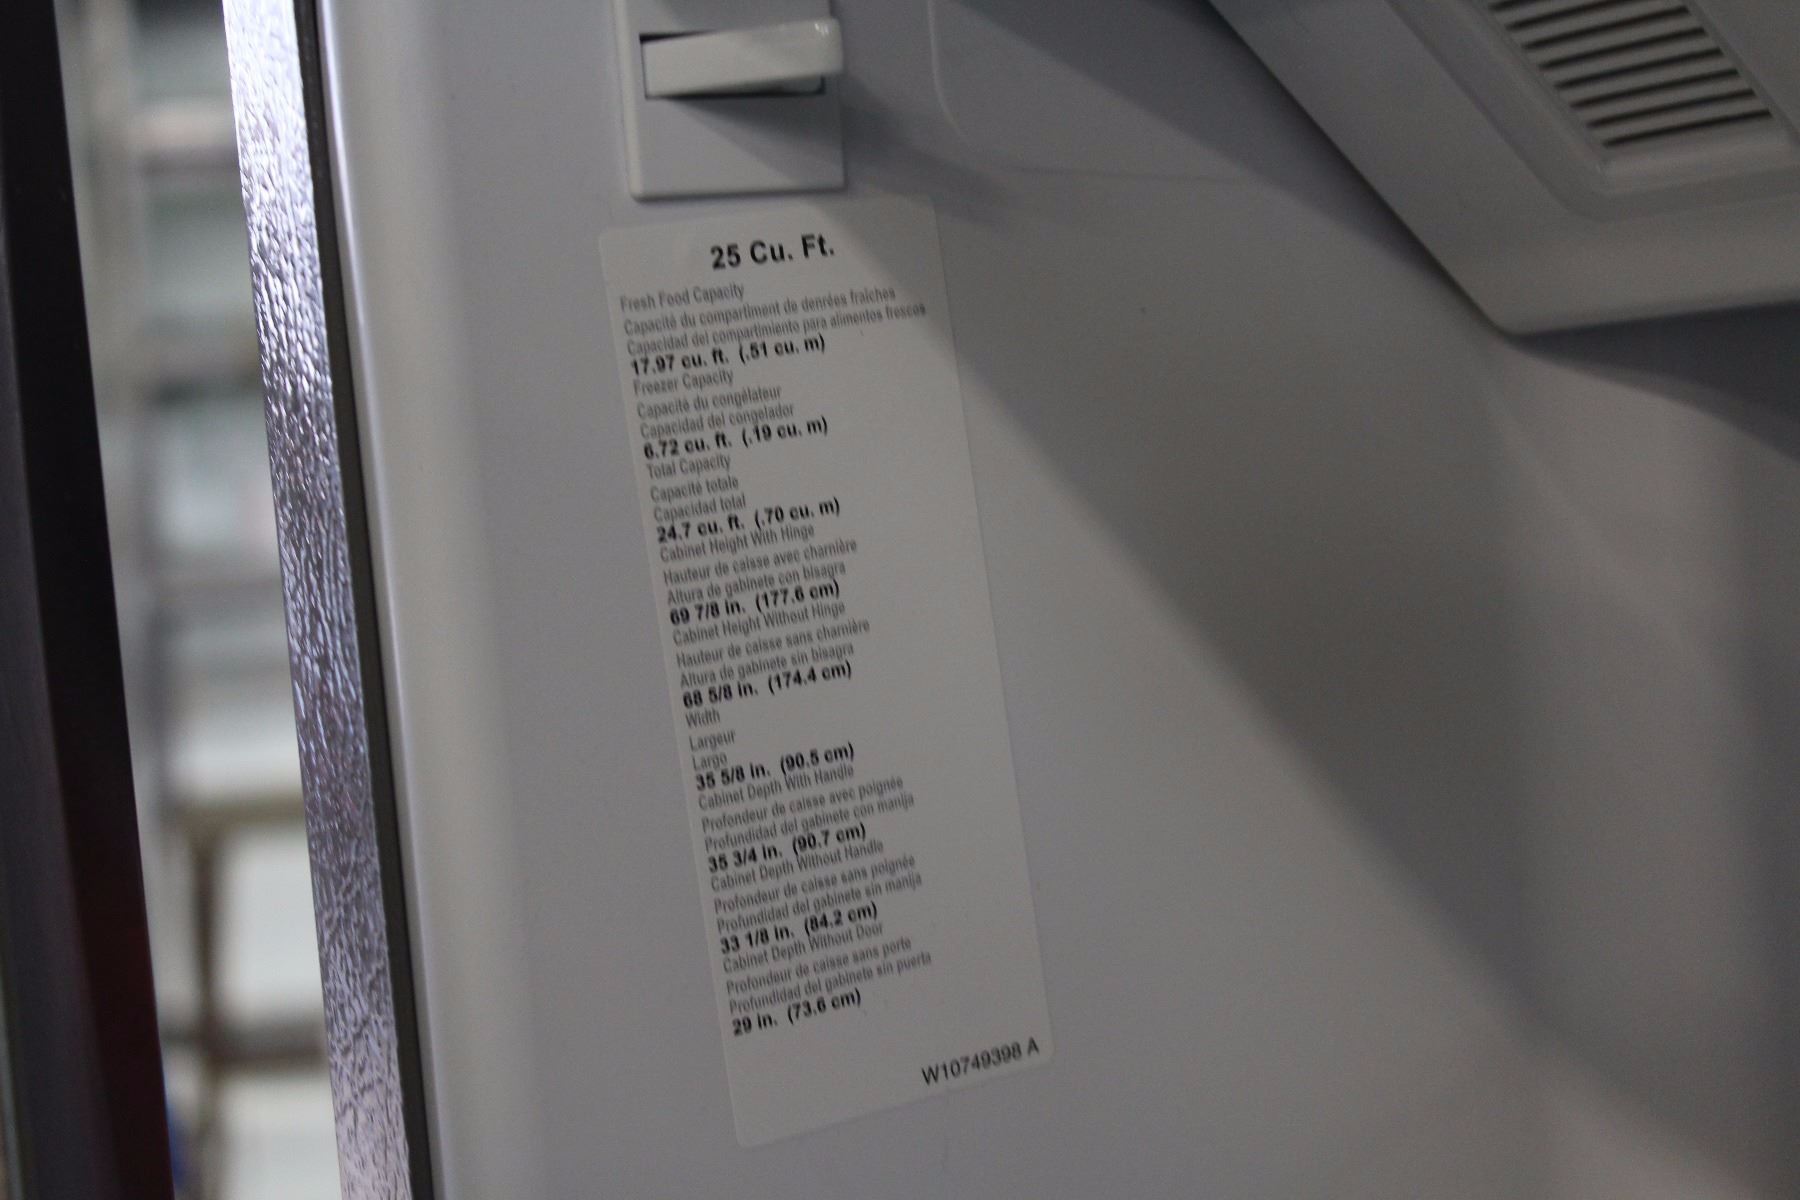 25 Cu. Ft.
Fresh Food Capacity
Capacité du compartiment de denrées fraîches
Capacidad del compartimiento para alimentos frescos
17.97 cu. ft. (.51 cu. m)
Freezer Capacity
Capacité du congélateur
Capacidad del congelador
6.72 cu. ft. (.19 cu. m)
Total Capacity
Capacité totale
Capacidad total
24.7 cu. ft. (.70 cu. m)
Cabinet Height With Hinge
Hauteur de caisse avec charnière
Altura de gabinete con bisagra
69 7/8 in. (177.6 cm)
Cabinet Height Without Hinge
Hauteur de caisse sans charnière
Altura de gabinete sin bisagra
68 5/8 in. (174.4 cm)
Width
Largeur
Largo
35 5/8 in. (90.5 cm)
Cabinet Depth With Handle
Profondeur de caisse avec poignée
Profundidad del gabinete con manija
35 3/4 in. (90.7 cm)
Cabinet Depth Without Handle
Profondeur de caisse sans poignée
Profundidad del gabinete sin manija
33 1/8 in. (84.2 cm)
Cabinet Depth Without Door
Profondeur de caisse sans porte
Profundidad del gabinete sin puerta
29 in. (73.6 cm)
W10749398 A